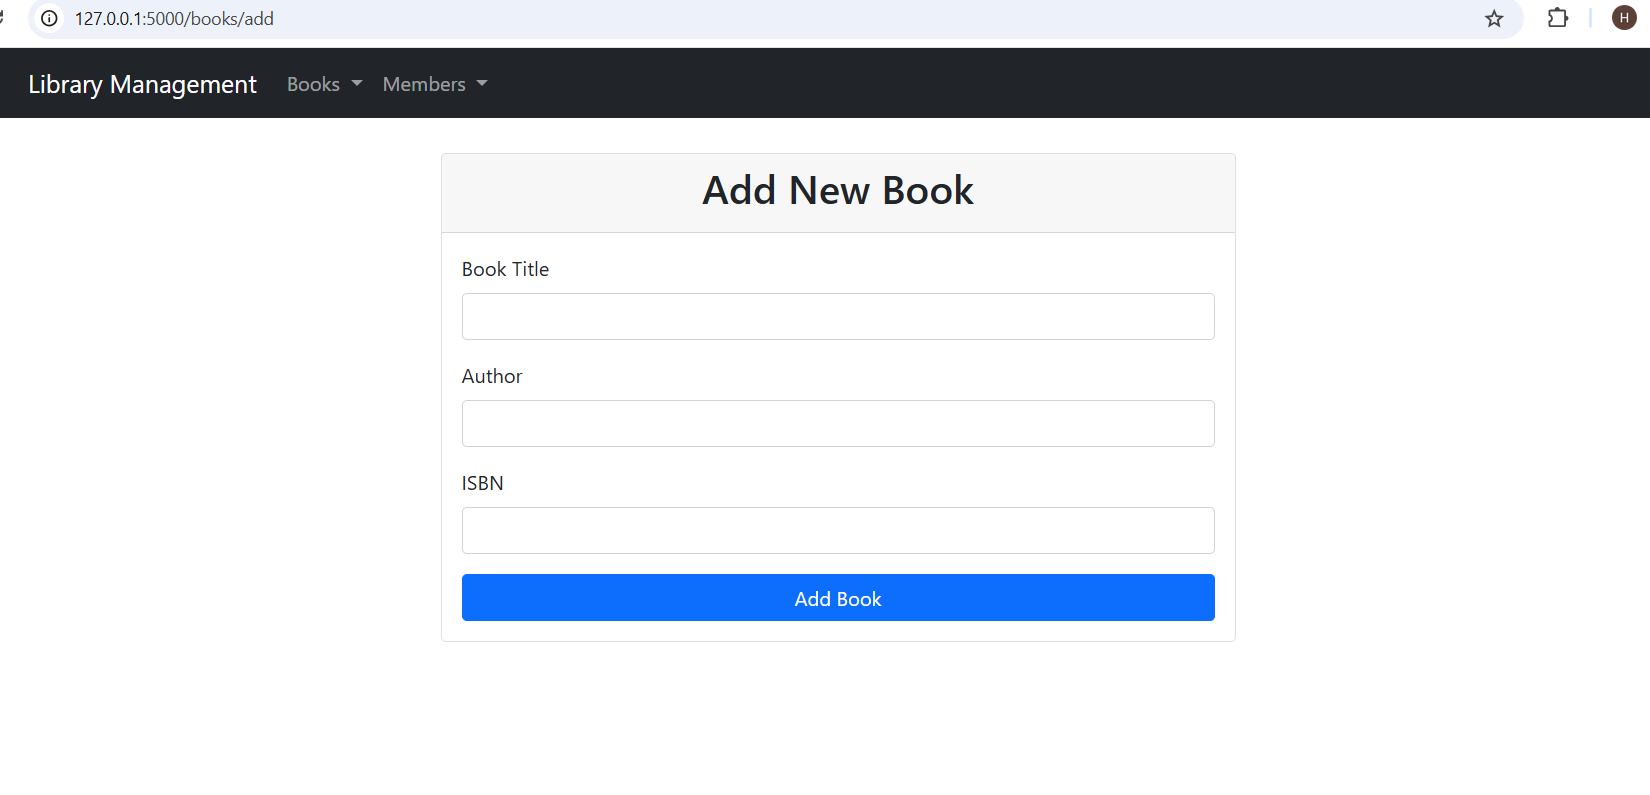 127.0.0.1:5000/books/add
H
Library Management Books Members
Add New Book
Book Title
Author
ISBN
Add Book